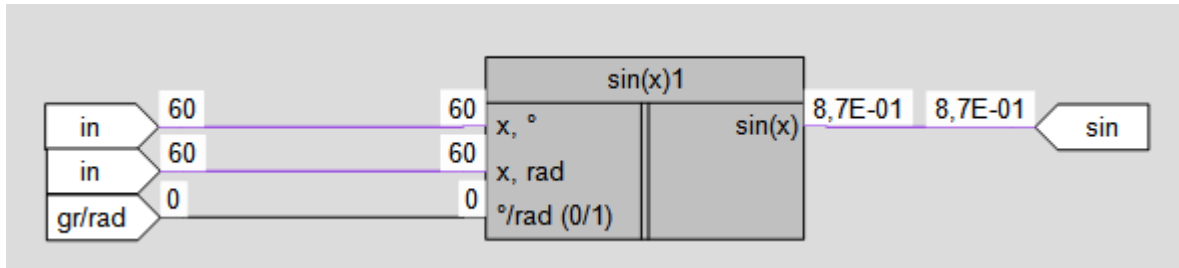 sin(x)1
in 60 60 x, ° sin(x) 8,7E-01 8,7E-01 sin
in 60 60 x, rad
gr/rad 0 0 °/rad (0/1)